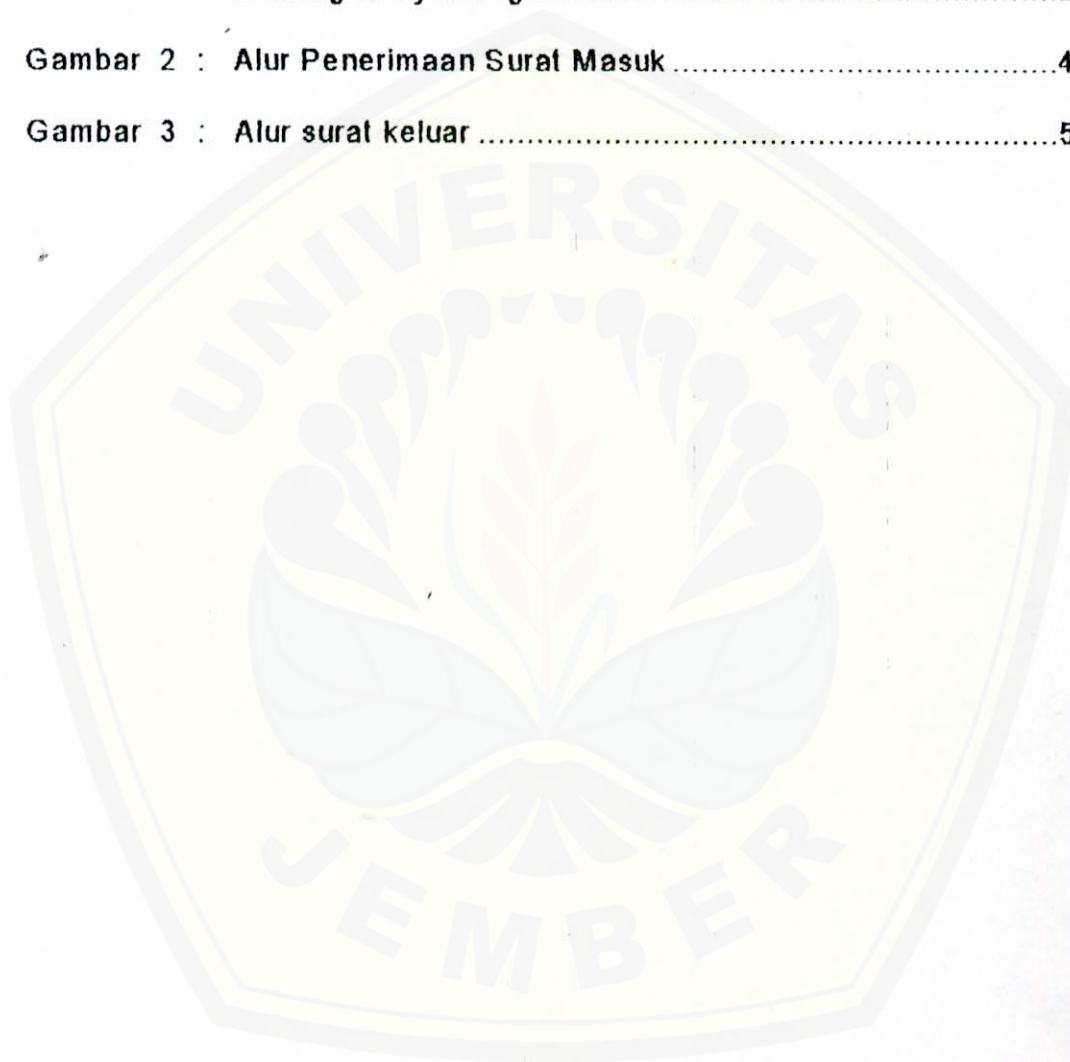 Gambar 2 : Alur Penerimaan Surat Masuk ........................................4
Gambar 3 : Alur surat keluar .............................................................5
UNIVERSITAS
JEMBER